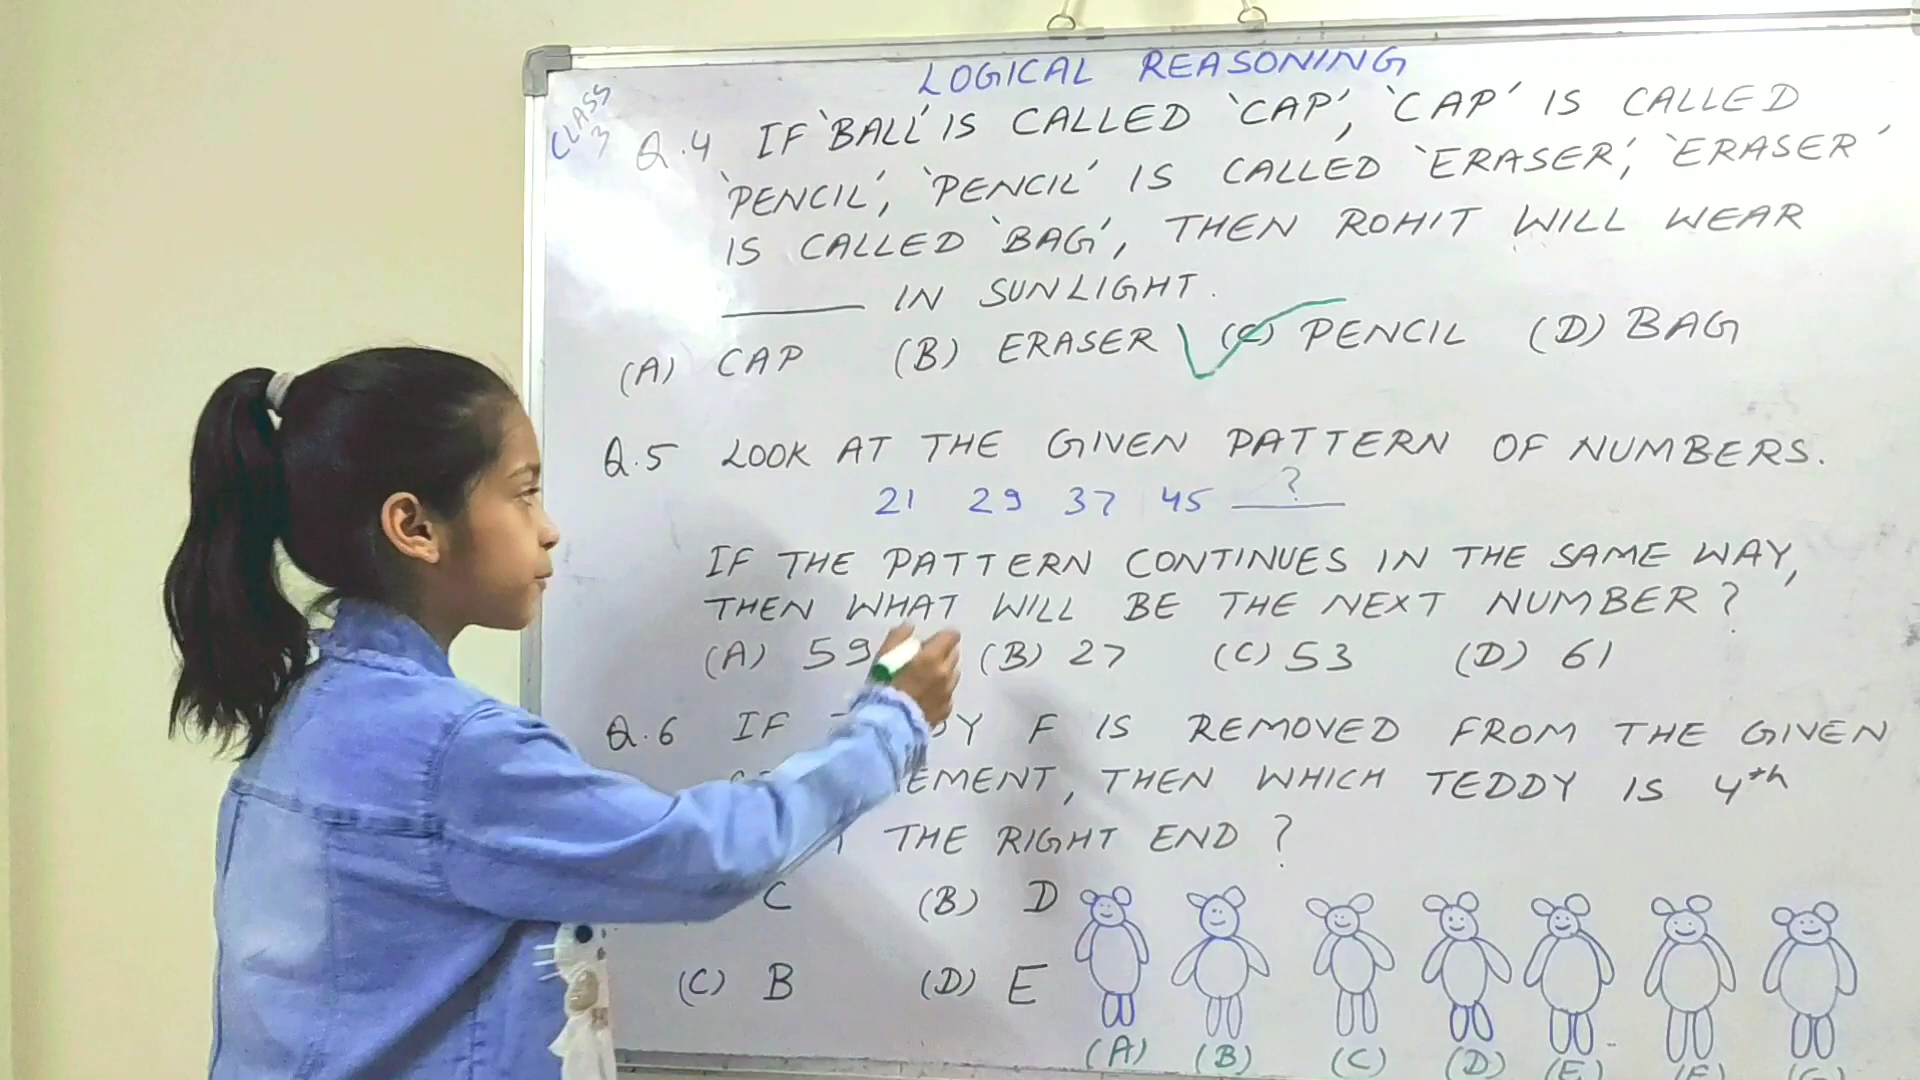 LOGICAL REASONING
CLASS
3
Q.4 IF 'BALL' IS CALLED 'CAP', 'CAP' IS CALLED
'PENCIL', 'PENCIL' IS CALLED 'ERASER', 'ERASER'
IS CALLED 'BAG', THEN ROHIT WILL WEAR
______ IN SUNLIGHT.
(A) CAP (B) ERASER (C) PENCIL (D) BAG
Q.5 LOOK AT THE GIVEN PATTERN OF NUMBERS.
21 29 37 45 ?
IF THE PATTERN CONTINUES IN THE SAME WAY,
THEN WHAT WILL BE THE NEXT NUMBER?
(A) 59 (B) 27 (C) 53 (D) 61
Q.6 IF F IS REMOVED FROM THE GIVEN
EMENT, THEN WHICH TEDDY IS 4th
THE RIGHT END?
C (B) D
(C) B (D) E
(A) (B) (C) (D) (E) (F) (G)